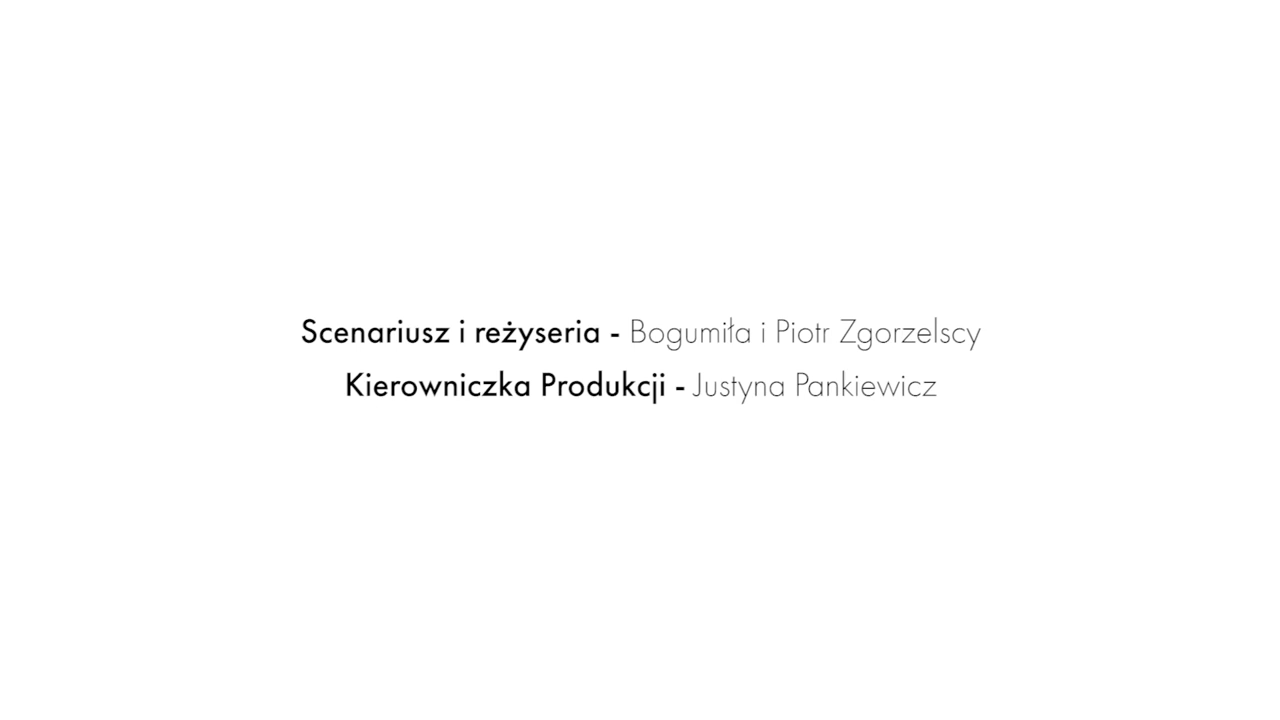 Scenariusz i reżyseria - Bogumiła i Piotr Zgorzelscy
Kierowniczka Produkcji - Justyna Pankiewicz